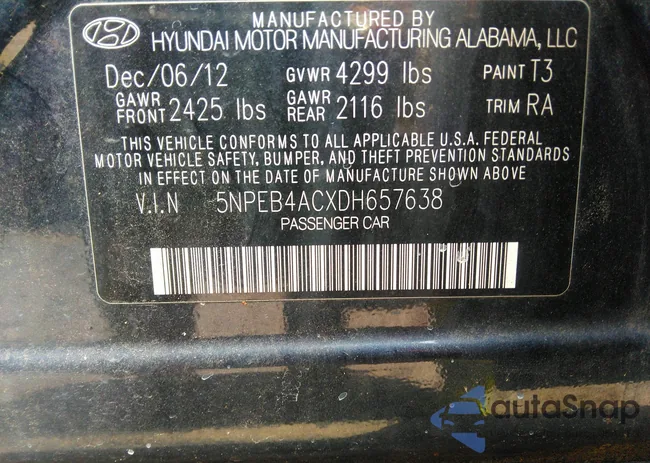 MANUFACTURED BY
HYUNDAI MOTOR MANUFACTURING ALABAMA, LLC
Dec/06/12 GVWR 4299 lbs PAINT T3
GAWR FRONT 2425 lbs GAWR REAR 2116 lbs TRIM RA
THIS VEHICLE CONFORMS TO ALL APPLICABLE U.S.A. FEDERAL
MOTOR VEHICLE SAFETY, BUMPER, AND THEFT PREVENTION STANDARDS
IN EFFECT ON THE DATE OF MANUFACTURE SHOWN ABOVE
V.I.N 5NPEB4ACXDH657638
PASSENGER CAR
autoSnap